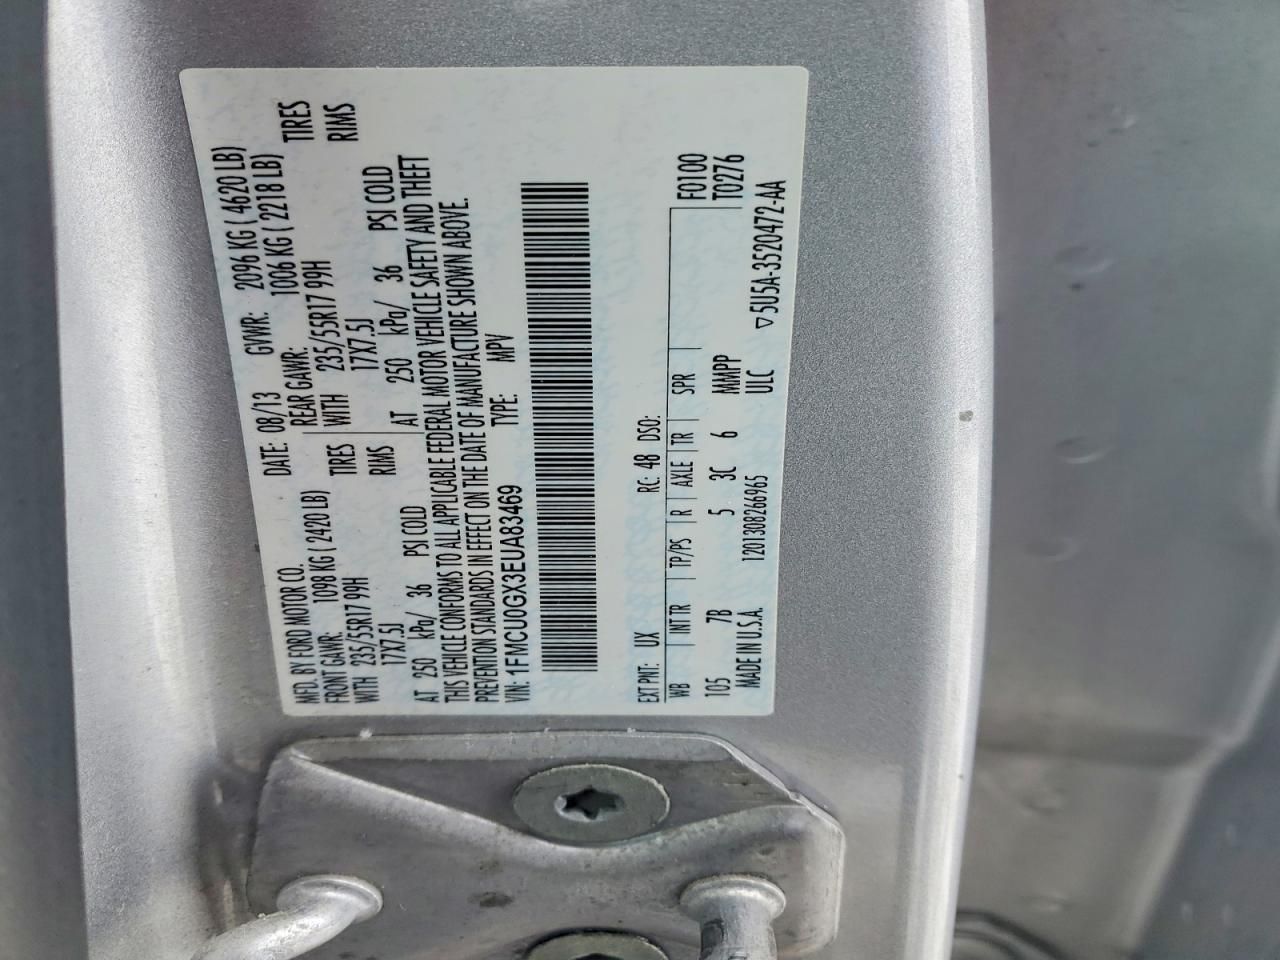 MFD. BY FORD MOTOR CO.
DATE: 08/13 GVWR: 2096 KG ( 4620 LB)
FRONT GAWR: 1098 KG ( 2420 LB) REAR GAWR: 1006 KG ( 2218 LB)
WITH 235/55R17 99H TIRES WITH 235/55R17 99H TIRES
17X7.5J RIMS 17X7.5J RIMS
AT 250 kPa/ 36 PSI COLD AT 250 kPa/ 36 PSI COLD
THIS VEHICLE CONFORMS TO ALL APPLICABLE FEDERAL MOTOR VEHICLE SAFETY AND THEFT
PREVENTION STANDARDS IN EFFECT ON THE DATE OF MANUFACTURE SHOWN ABOVE.
VIN: 1FMCU0GX3EUA83469 TYPE: MPV
EXT PNT: UX RC: 48 DSO: F0100
WB INT TR TP/PS R AXLE TR SPR T0276
105 7B 5 3C 6 MMPP
MADE IN U.S.A. 1201308266965 ULC ▽5U5A-3520472-AA